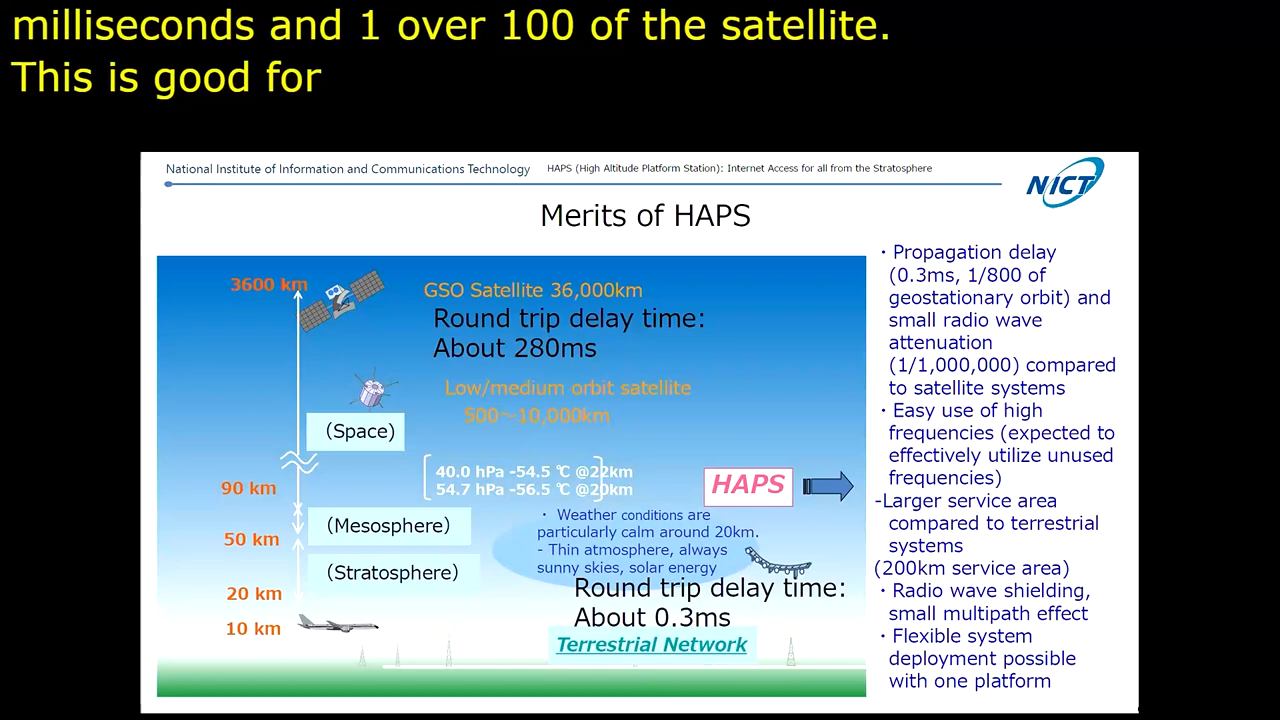 milliseconds and 1 over 100 of the satellite.
This is good for
National Institute of Information and Communications Technology
HAPS (High Altitude Platform Station): Internet Access for all from the Stratosphere
NICT
Merits of HAPS
3600 km
GSO Satellite 36,000km
Round trip delay time:
About 280ms
Low/medium orbit satellite
500~-10,000km
(Space)
40.0 hPa -54.5 ℃ @22km
54.7 hPa -56.5 ℃ @20km
HAPS
90 km
(Mesosphere)
50 km
(Stratosphere)
20 km
10 km
・ Weather conditions are
particularly calm around 20km.
- Thin atmosphere, always
sunny skies, solar energy
Round trip delay time:
About 0.3ms
Terrestrial Network
・Propagation delay
(0.3ms, 1/800 of
geostationary orbit) and
small radio wave
attenuation
(1/1,000,000) compared
to satellite systems
・Easy use of high
frequencies (expected to
effectively utilize unused
frequencies)
-Larger service area
compared to terrestrial
systems
(200km service area)
・Radio wave shielding,
small multipath effect
・Flexible system
deployment possible
with one platform